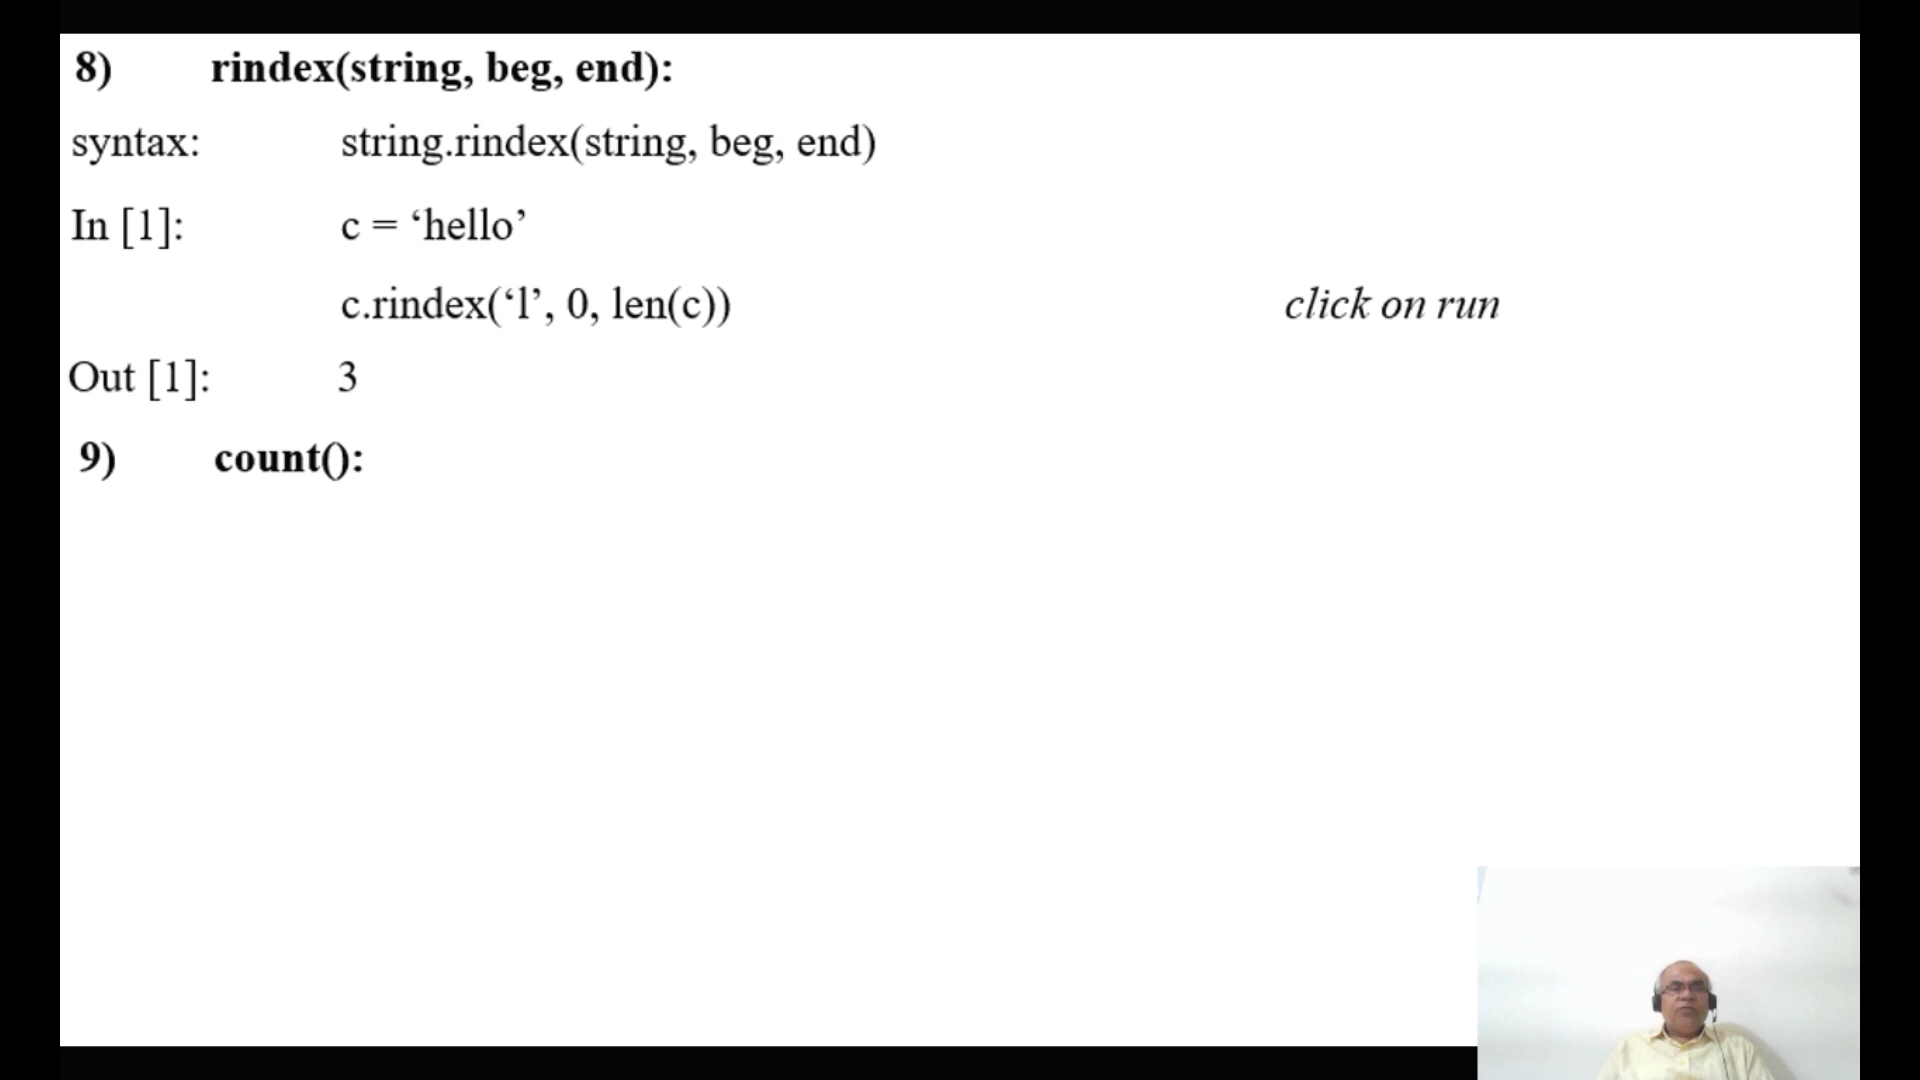 8) rindex(string, beg, end):
syntax: string.rindex(string, beg, end)
In [1]: c = ‘hello’
c.rindex(‘l’, 0, len(c)) click on run
Out [1]: 3
9) count():